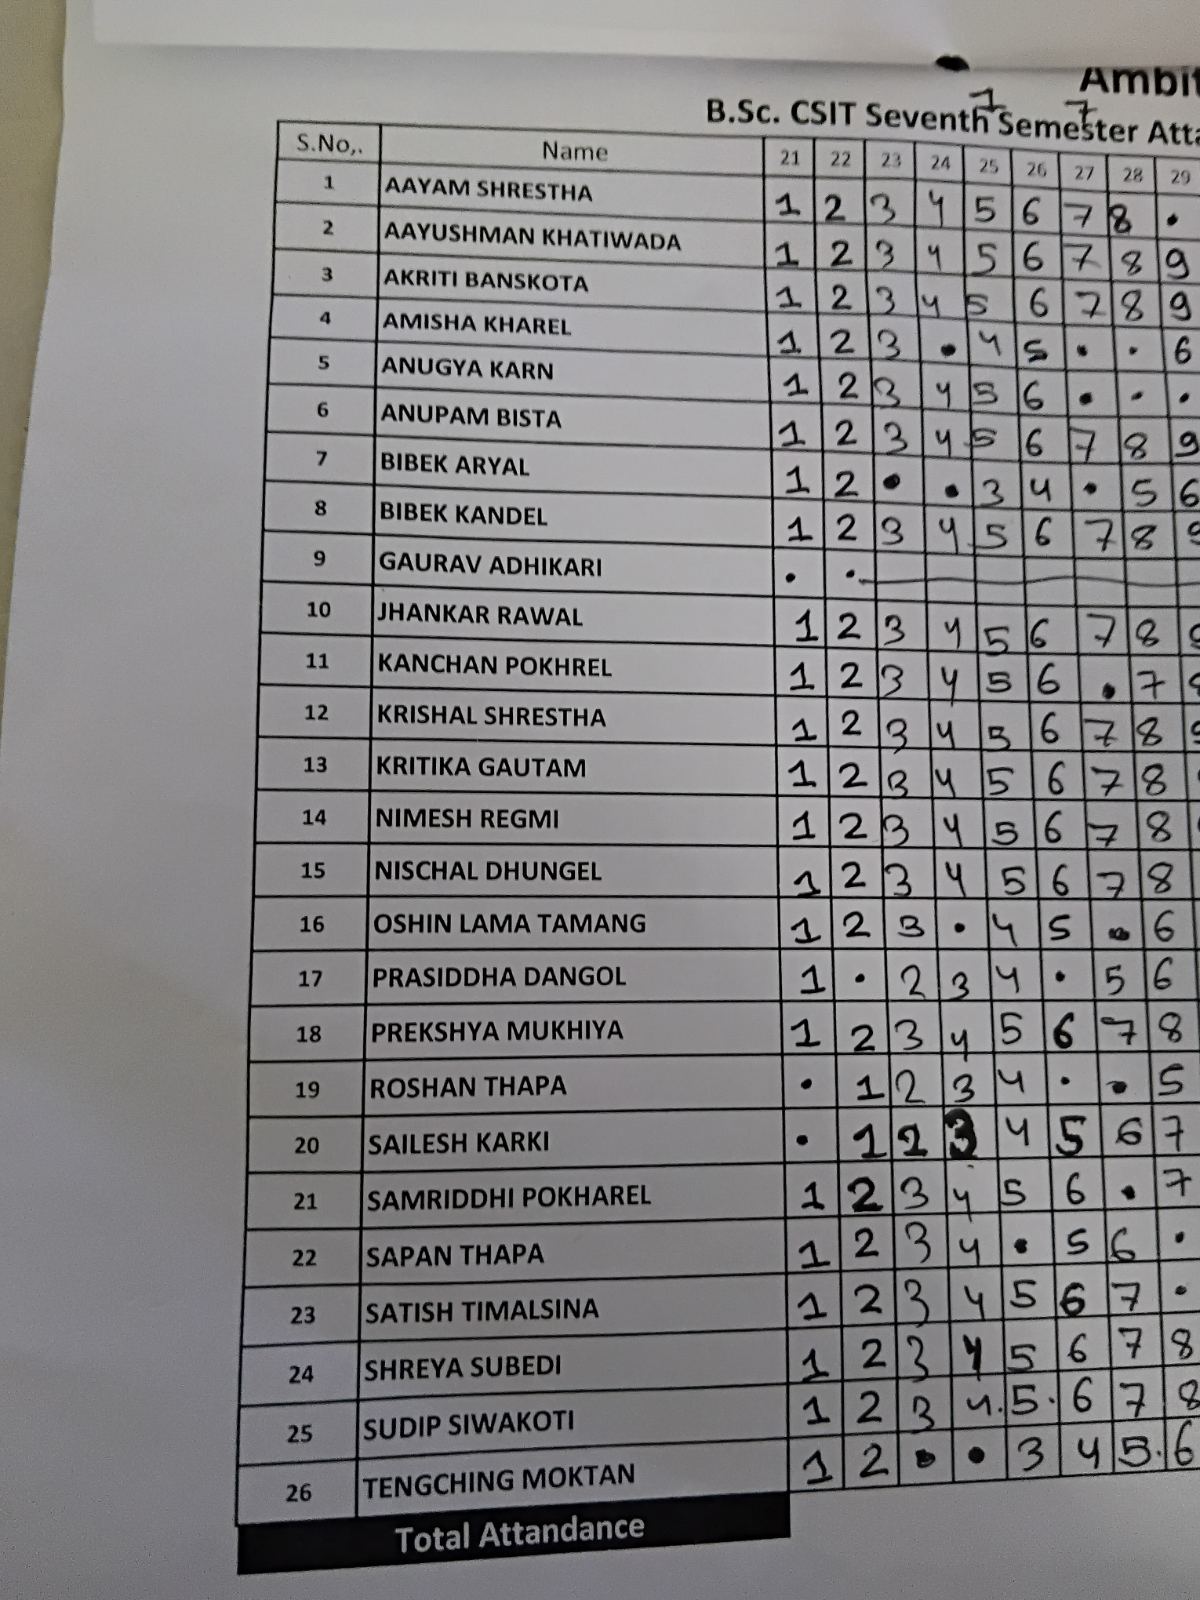 Ambit
1 7
B.Sc. CSIT Seventh Semester Atta
S.No,. Name 21 22 23 24 25 26 27 28 29
1 AAYAM SHRESTHA 1 2 3 4 5 6 7 8 •
2 AAYUSHMAN KHATIWADA 1 2 3 4 5 6 7 8 9
3 AKRITI BANSKOTA 1 2 3 4 5 6 7 8 9
4 AMISHA KHAREL 1 2 3 • 4 5 • • 6
5 ANUGYA KARN 1 2 3 4 5 6 • • •
6 ANUPAM BISTA 1 2 3 4 5 6 7 8 9
7 BIBEK ARYAL 1 2 • • 3 4 • 5 6
8 BIBEK KANDEL 1 2 3 4 5 6 7 8 9
9 GAURAV ADHIKARI • •
10 JHANKAR RAWAL 1 2 3 4 5 6 7 8 9
11 KANCHAN POKHREL 1 2 3 4 5 6 • 7 8
12 KRISHAL SHRESTHA 1 2 3 4 5 6 7 8 9
13 KRITIKA GAUTAM 1 2 3 4 5 6 7 8
14 NIMESH REGMI 1 2 3 4 5 6 7 8
15 NISCHAL DHUNGEL 1 2 3 4 5 6 7 8
16 OSHIN LAMA TAMANG 1 2 3 • 4 5 • 6
17 PRASIDDHA DANGOL 1 • 2 3 4 • 5 6
18 PREKSHYA MUKHIYA 1 2 3 4 5 6 7 8
19 ROSHAN THAPA • 1 2 3 4 • • 5
20 SAILESH KARKI • 1 2 3 4 5 6 7
21 SAMRIDDHI POKHAREL 1 2 3 4 5 6 • 7
22 SAPAN THAPA 1 2 3 4 • 5 6 •
23 SATISH TIMALSINA 1 2 3 4 5 6 7 •
24 SHREYA SUBEDI 1 2 3 4 5 6 7 8
25 SUDIP SIWAKOTI 1 2 3 4. 5. 6 7 8
26 TENGCHING MOKTAN 1 2 • • 3 4 5. 6
Total Attandance